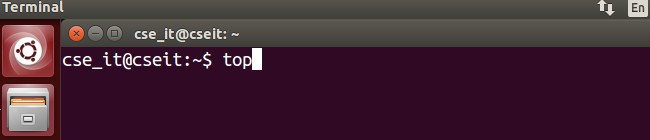 Terminal
En
cse_it@cseit: ~
cse_it@cseit:~$ top